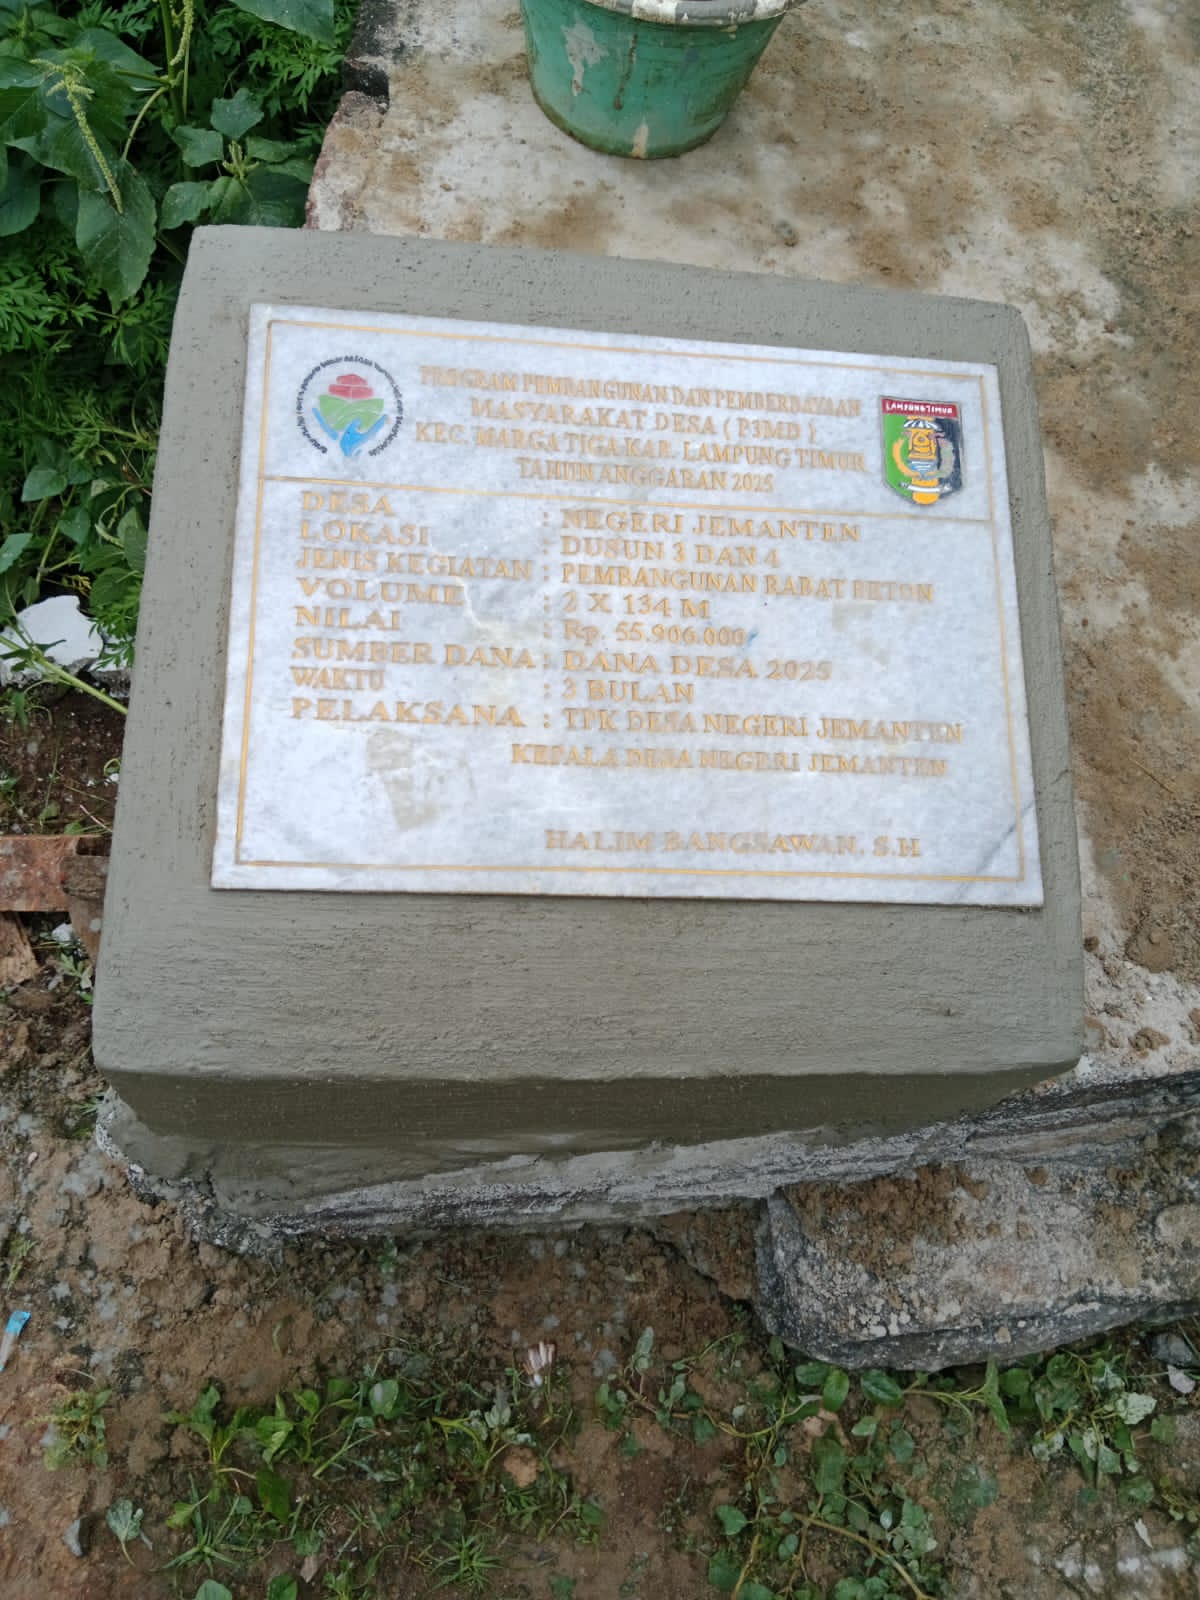 PROGRAM PEMBANGUNAN DAN PEMBERDAYAAN
MASYARAKAT DESA ( P3MD )
KEC. MARGA TIGA KAB. LAMPUNG TIMUR
TAHUN ANGGARAN 2025
LAMPUNG TIMUR
DESA : NEGERI JEMANTEN
LOKASI : DUSUN 3 DAN 4
JENIS KEGIATAN : PEMBANGUNAN RABAT BETON
VOLUME : 2 X 134 M
NILAI : Rp. 55.906.000
SUMBER DANA : DANA DESA 2025
WAKTU : 3 BULAN
PELAKSANA : TPK DESA NEGERI JEMANTEN
KEPALA DESA NEGERI JEMANTEN
HALIM BANGSAWAN. S.H